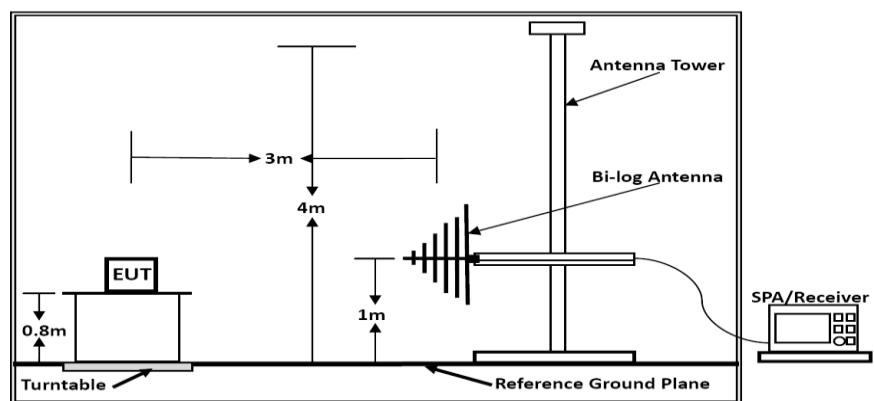 Antenna Tower
Bi-log Antenna
3m
4m
EUT
0.8m
1m
SPA/Receiver
Turntable
Reference Ground Plane